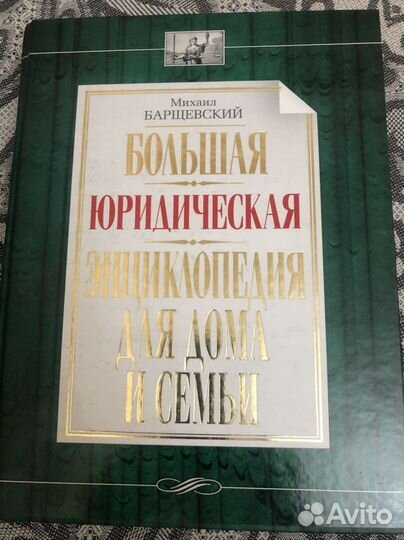 Михаил
БАРЩЕВСКИЙ
БОЛЬШАЯ
ЮРИДИЧЕСКАЯ
ЭНЦИКЛОПЕДИЯ
ДЛЯ ДОМА
И СЕМЬИ
Avito